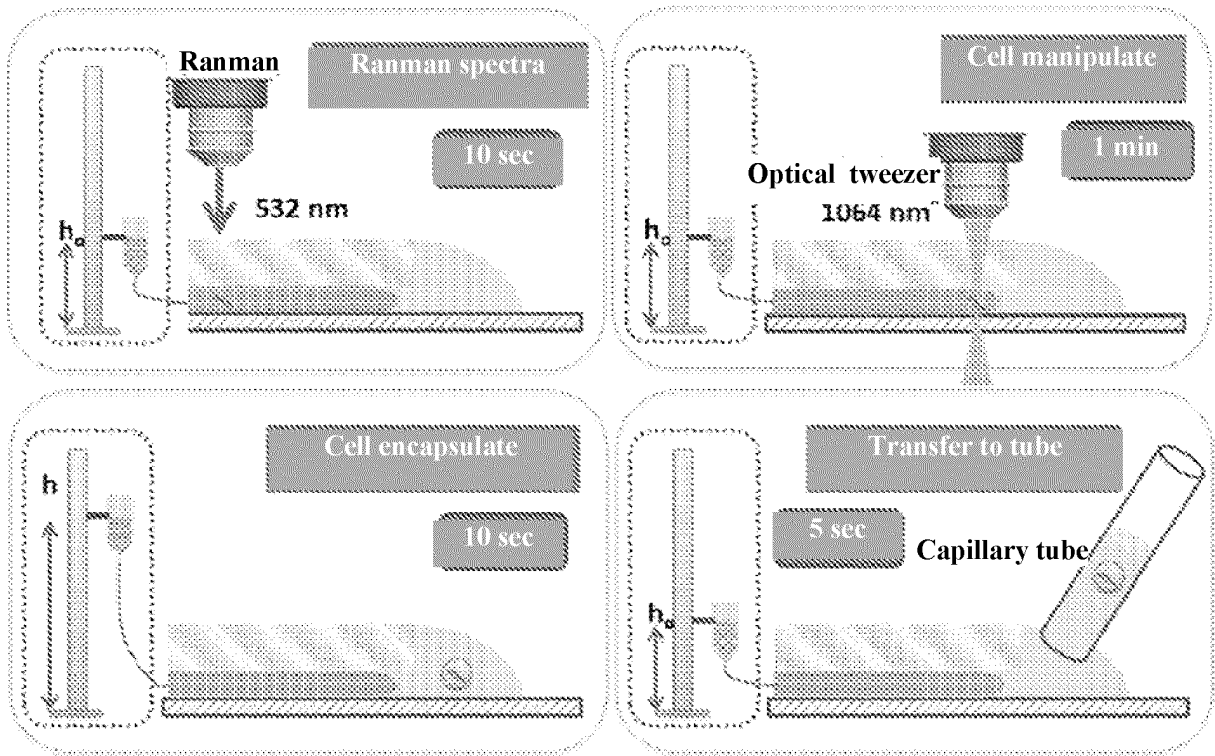 Ranman
Ranman spectra
10 sec
532 nm
h₀
Cell manipulate
1 min
Optical tweezer
1064 nm
h₀
Cell encapsulate
10 sec
h
Transfer to tube
5 sec
Capillary tube
h₀